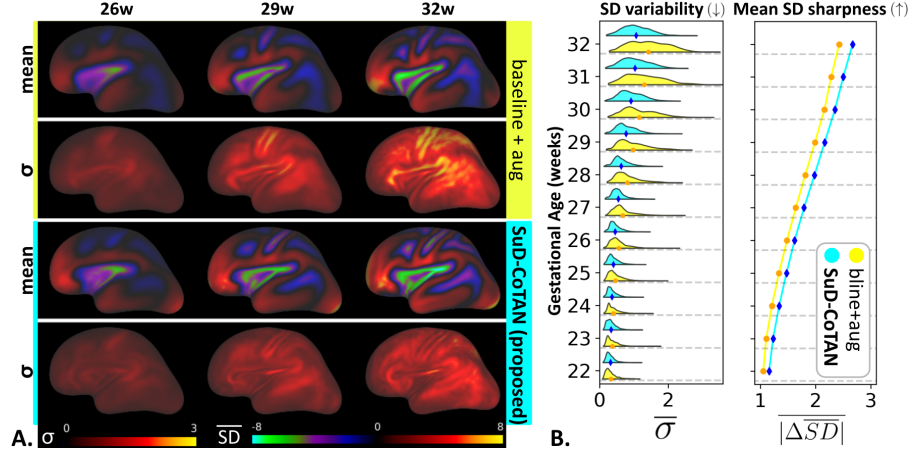 26w 29w 32w
mean
σ
baseline + aug
mean
σ
SuD-CoTAN (proposed)
A. σ 0 3 SD -8 0 8
SD variability (↓)
Gestational Age (weeks)
32
31
30
29
28
27
26
25
24
23
22
0 2
σ
B.
Mean SD sharpness (↑)
bline+aug
SuD-CoTAN
1 2 3
|ΔSD|